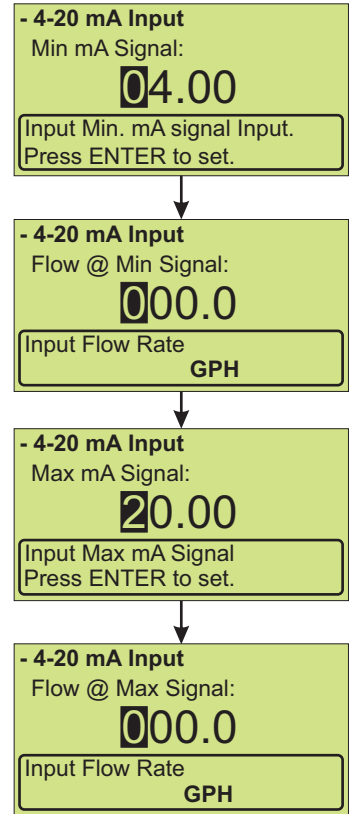 - 4-20 mA Input
Min mA Signal:
04.00
Input Min. mA signal Input.
Press ENTER to set.
- 4-20 mA Input
Flow @ Min Signal:
000.0
Input Flow Rate
GPH
- 4-20 mA Input
Max mA Signal:
20.00
Input Max mA Signal
Press ENTER to set.
- 4-20 mA Input
Flow @ Max Signal:
000.0
Input Flow Rate
GPH